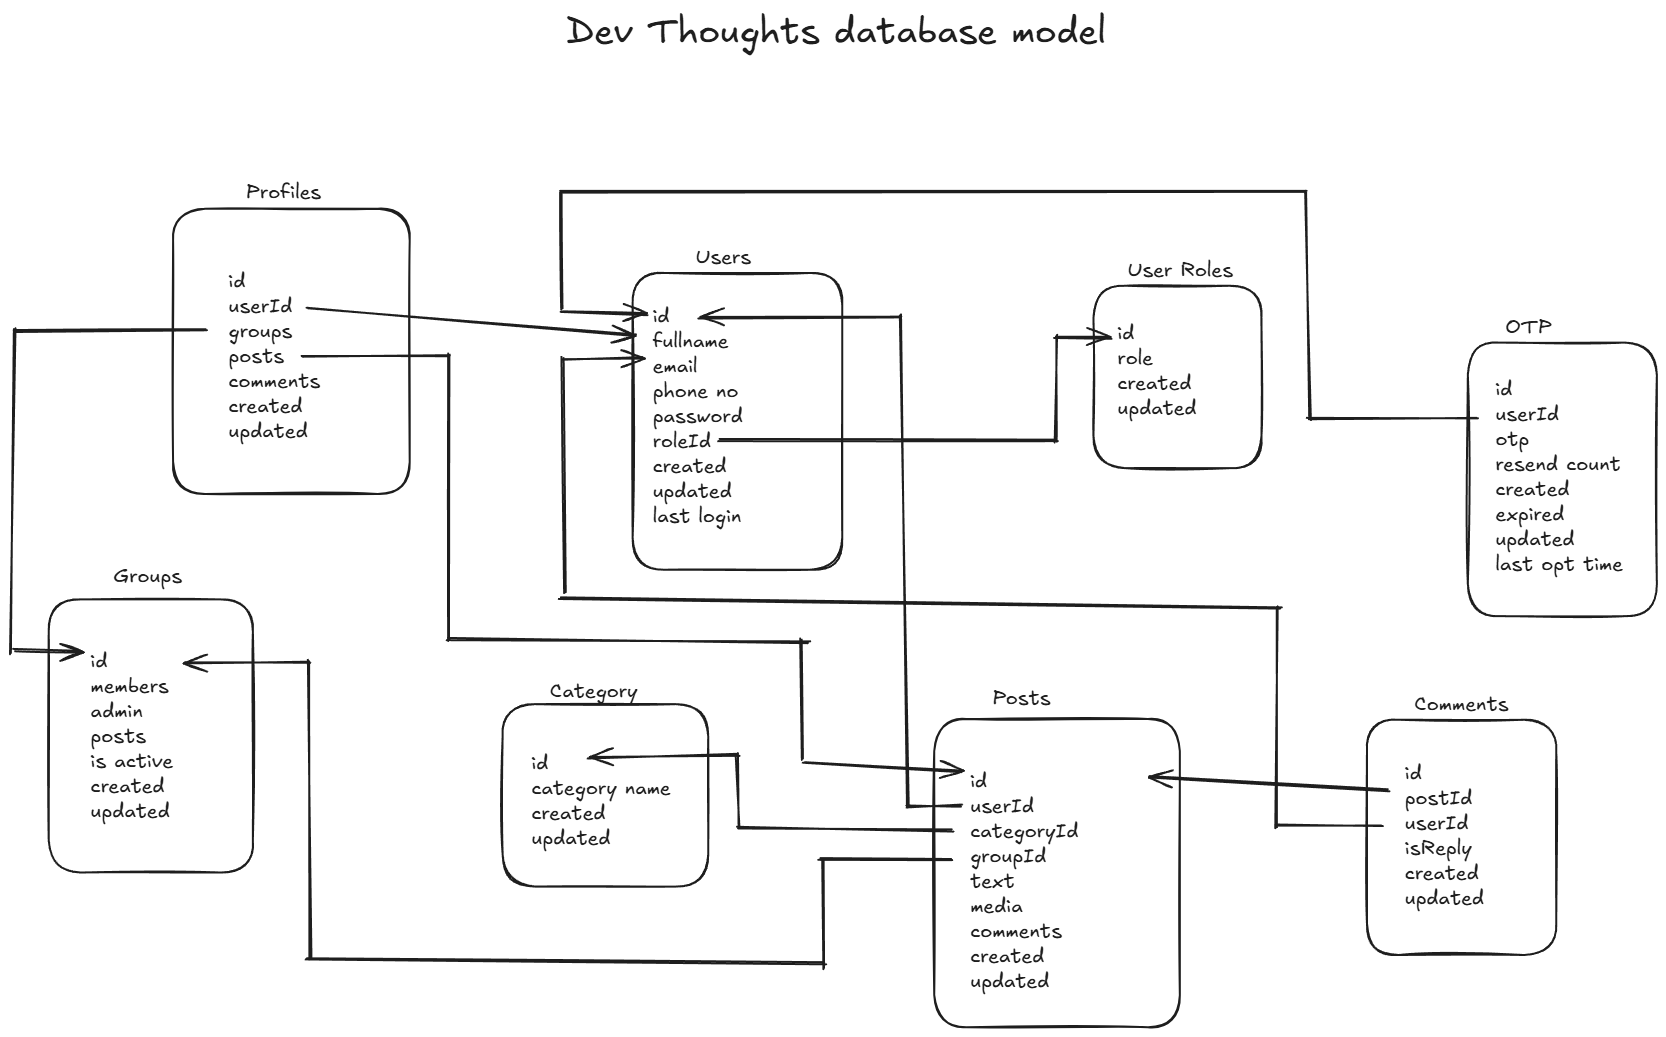 Dev Thoughts database model
Profiles
id
userId
groups
posts
comments
created
updated
Users
id
fullname
email
phone no
password
roleId
created
updated
last login
User Roles
id
role
created
updated
OTP
id
userId
otp
resend count
created
expired
updated
last opt time
Groups
id
members
admin
posts
is active
created
updated
Category
id
category name
created
updated
Posts
id
userId
categoryId
groupId
text
media
comments
created
updated
Comments
id
postId
userId
isReply
created
updated